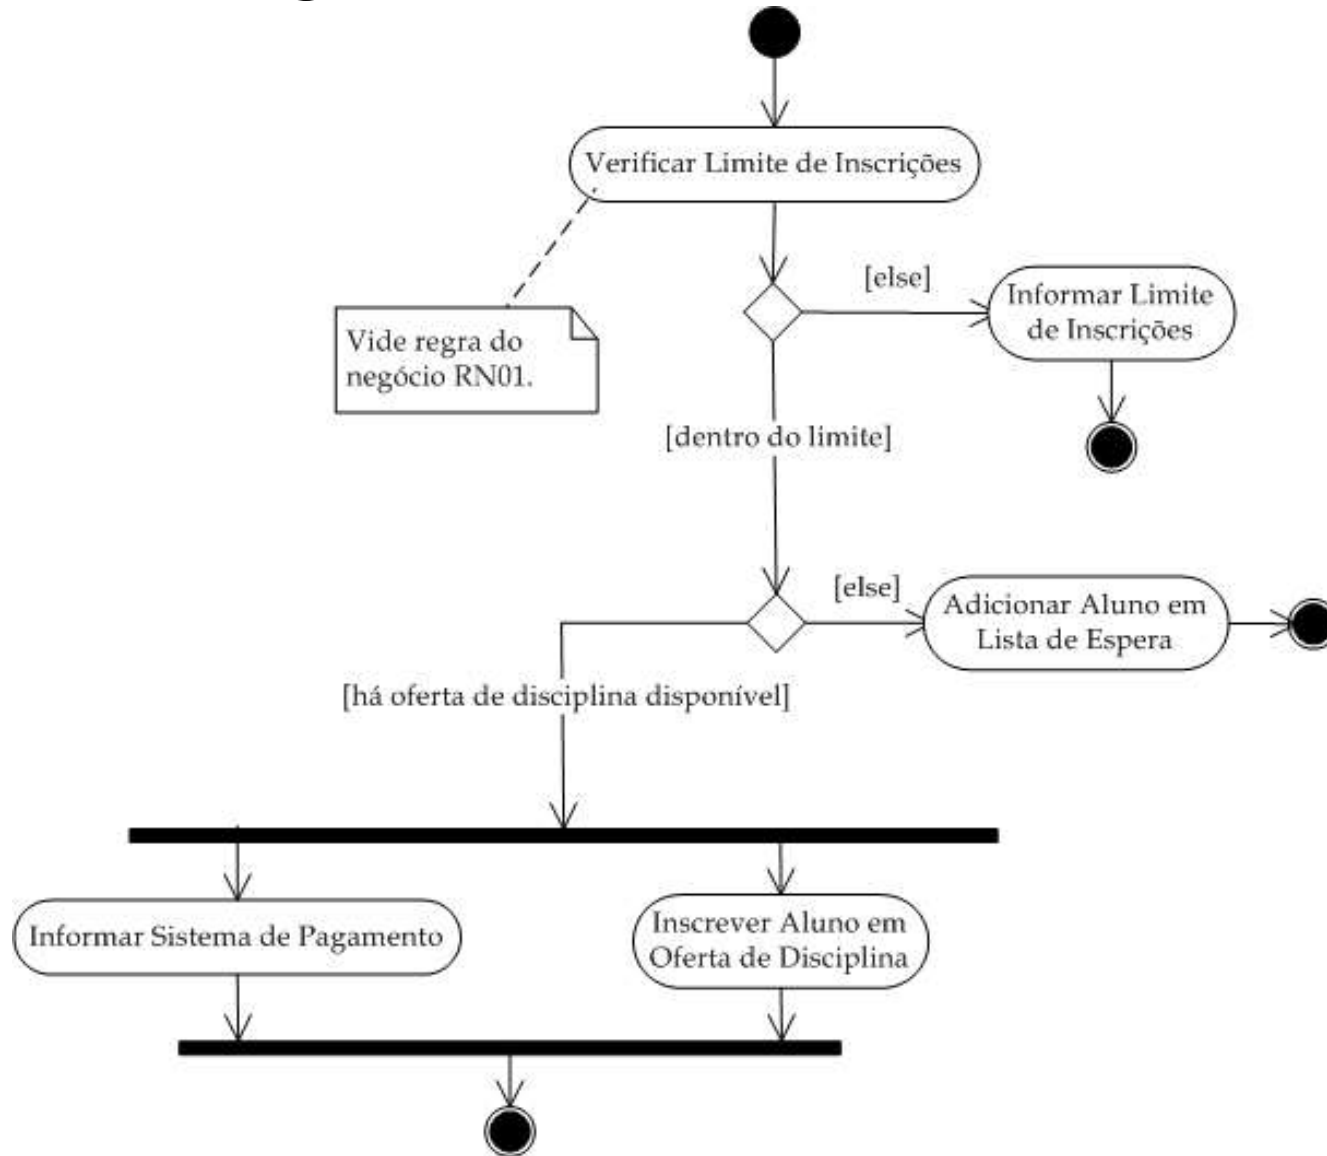 Verificar Limite de Inscrições
[else]
Informar Limite
de Inscrições
Vide regra do
negócio RN01.
[dentro do limite]
[else]
Adicionar Aluno em
Lista de Espera
[há oferta de disciplina disponível]
Informar Sistema de Pagamento
Inscrever Aluno em
Oferta de Disciplina